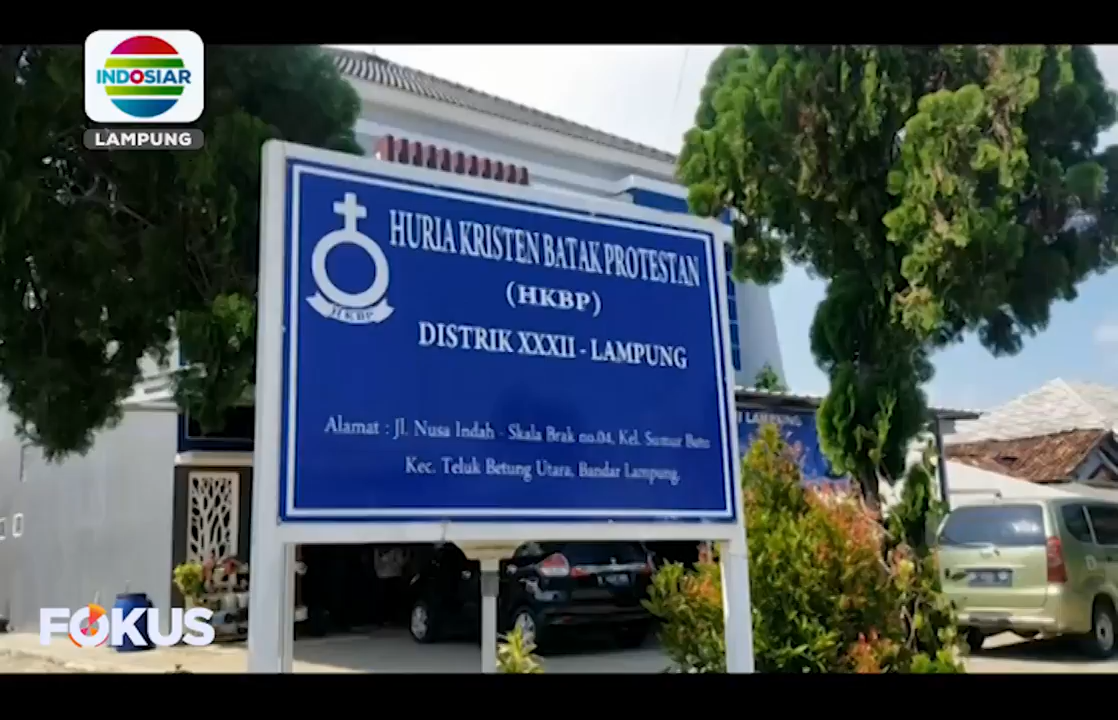 INDOSIAR
LAMPUNG
HURIA KRISTEN BATAK PROTESTAN
(HKBP)
HKBP
DISTRIK XXXII - LAMPUNG
Alamat : Jl. Nusa Indah - Skala Brak no.04, Kel. Sumur Batu
Kec. Teluk Betung Utara, Bandar Lampung.
LAMPUNG
FOKUS